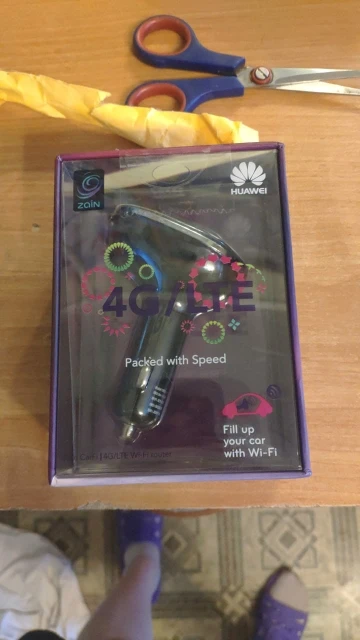 ZAIN
HUAWEI
4G/LTE
Packed with Speed
Fill up
your car
with Wi-Fi